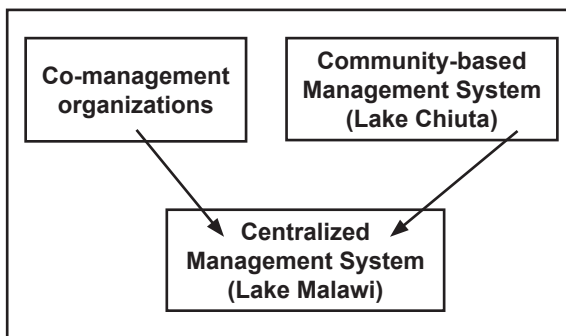 Co-management
organizations
Community-based
Management System
(Lake Chiuta)
Centralized
Management System
(Lake Malawi)